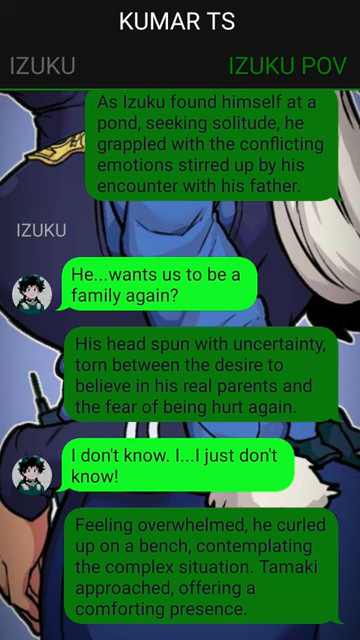 KUMAR TS
IZUKU
IZUKU POV
As Izuku found himself at a
pond, seeking solitude, he
grappled with the conflicting
emotions stirred up by his
encounter with his father.
IZUKU
He...wants us to be a
family again?
His head spun with uncertainty,
torn between the desire to
believe in his real parents and
the fear of being hurt again.
I don't know. I...I just don't
know!
Feeling overwhelmed, he curled
up on a bench, contemplating
the complex situation. Tamaki
approached, offering a
comforting presence.